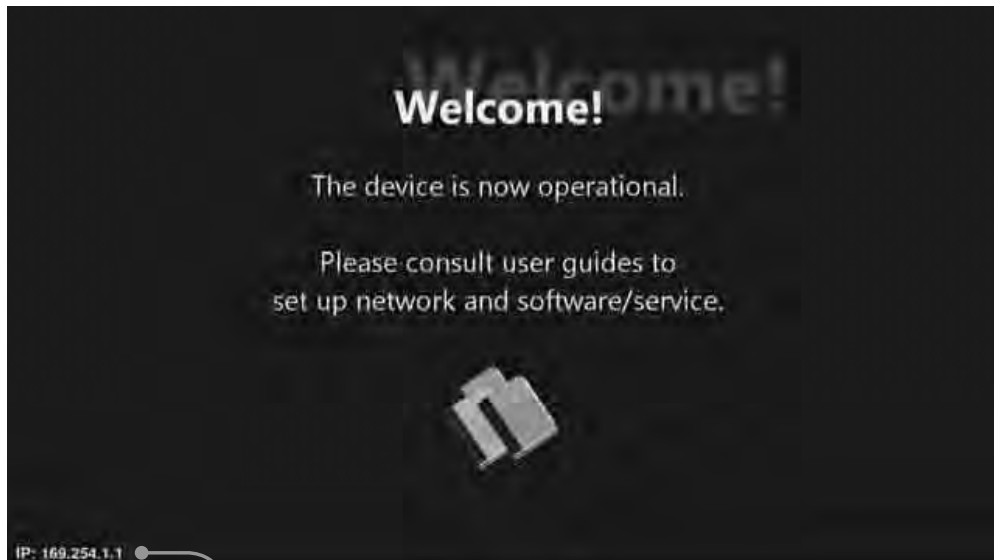 Welcome!
Welcome!
The device is now operational.
Please consult user guides to
set up network and software/service.
IP: 169.254.1.1